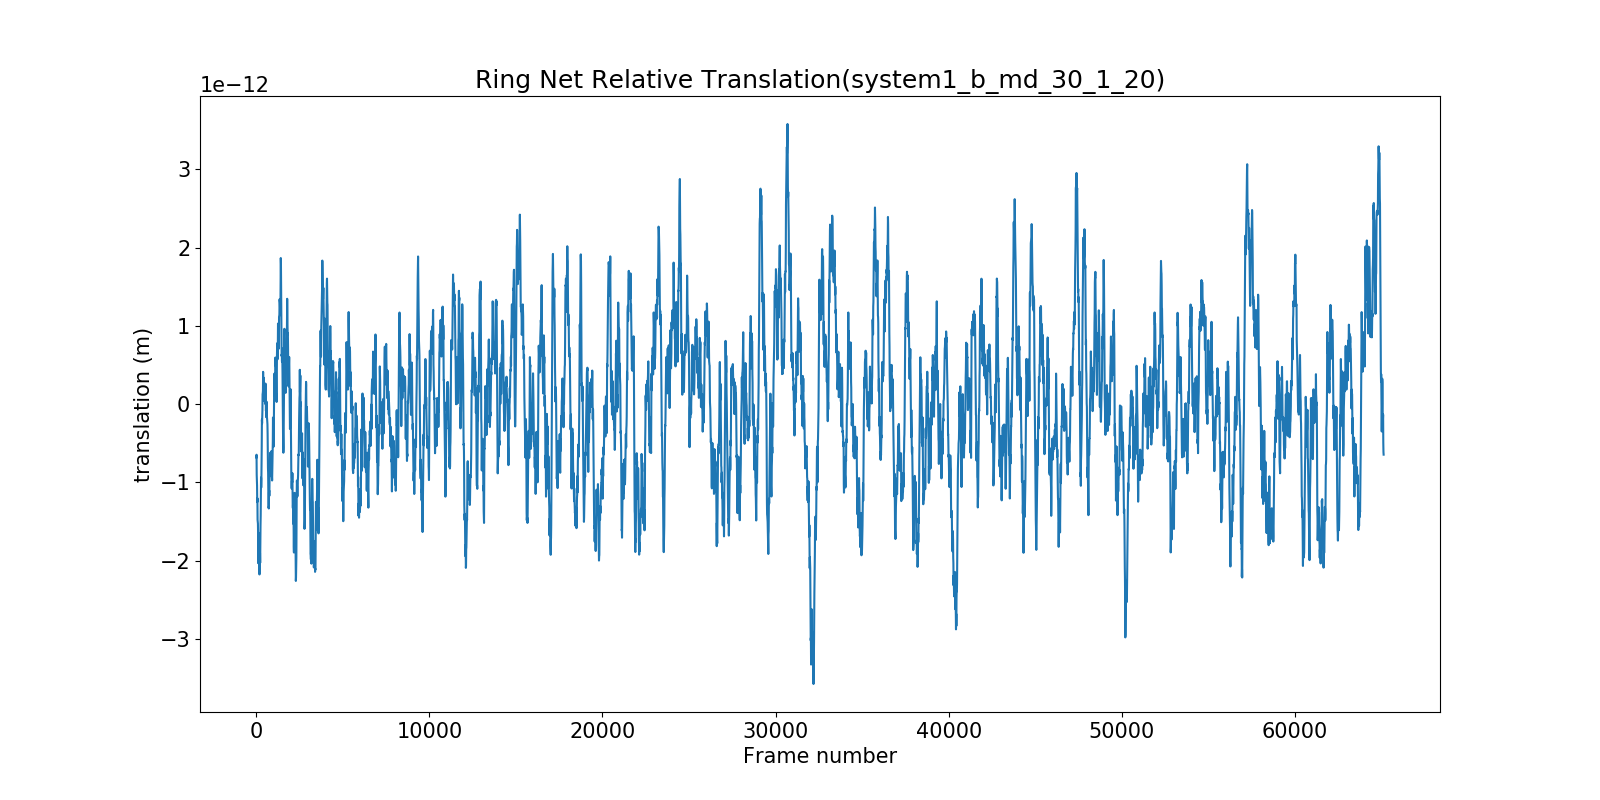 Ring Net Relative Translation(system1_b_md_30_1_20)
1e−12
3
2
1
0
−1
−2
−3
translation (m)
0 10000 20000 30000 40000 50000 60000
Frame number